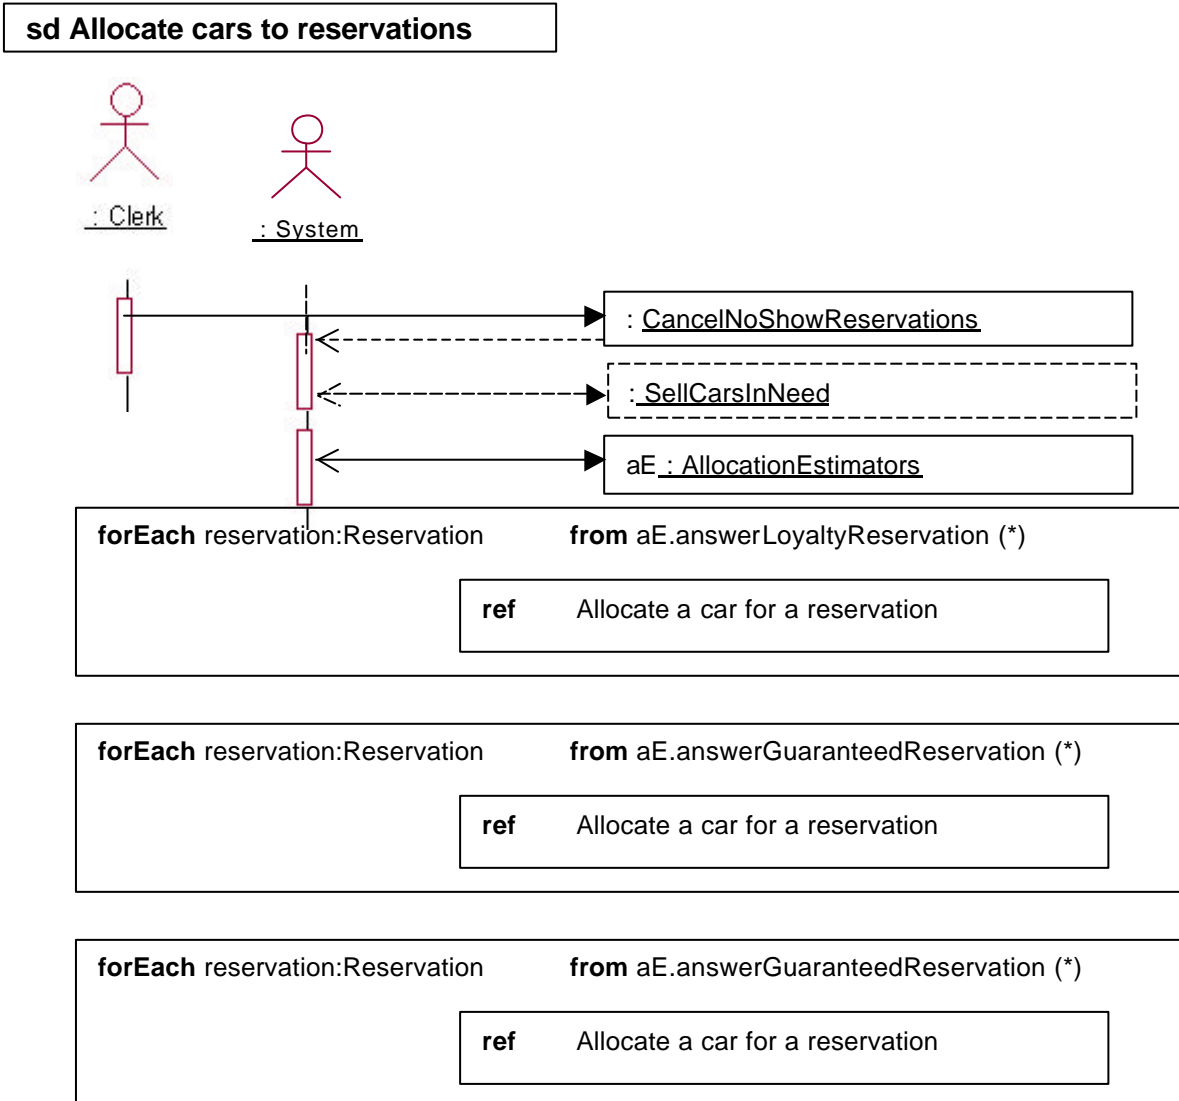 sd Allocate cars to reservations
: Clerk
: System
: CancelNoShowReservations
: SellCarsInNeed
aE : AllocationEstimators
forEach reservation:Reservation from aE.answerLoyaltyReservation (*)
ref Allocate a car for a reservation
forEach reservation:Reservation from aE.answerGuaranteedReservation (*)
ref Allocate a car for a reservation
forEach reservation:Reservation from aE.answerGuaranteedReservation (*)
ref Allocate a car for a reservation